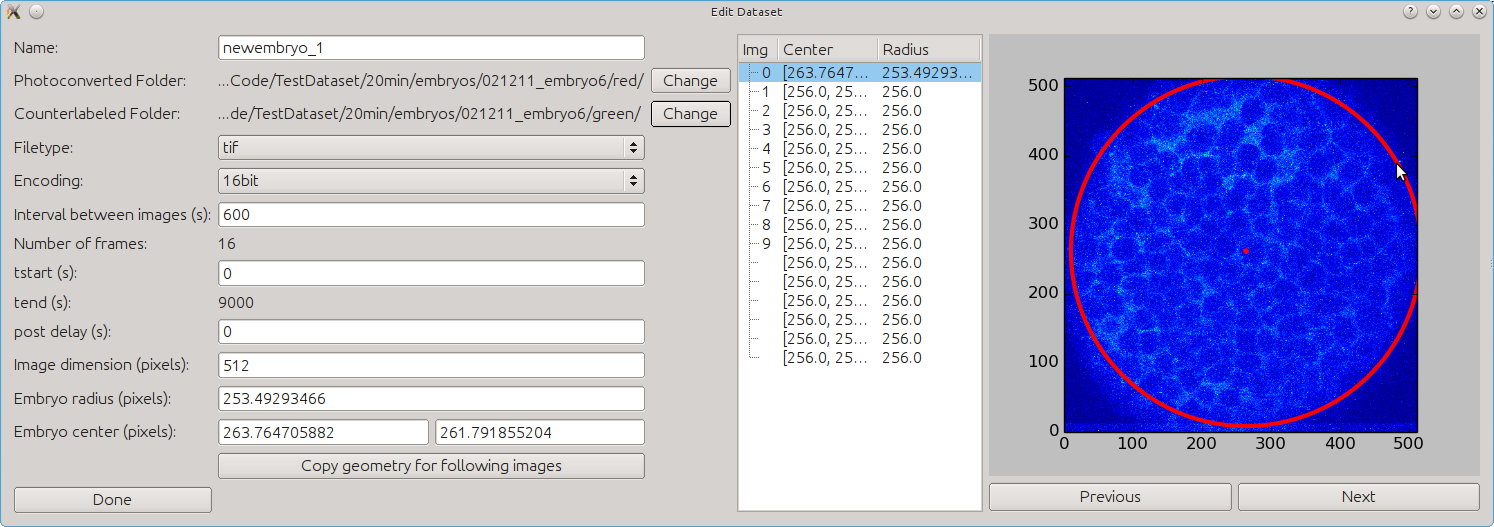 Edit Dataset
Name: newembryo_1
Photoconverted Folder: ...Code/TestDataset/20min/embryos/021211_embryo6/red/ Change
Counterlabeled Folder: ...de/TestDataset/20min/embryos/021211_embryo6/green/ Change
Filetype: tif
Encoding: 16bit
Interval between images (s): 600
Number of frames: 16
tstart (s): 0
tend (s): 9000
post delay (s): 0
Image dimension (pixels): 512
Embryo radius (pixels): 253.49293466
Embryo center (pixels): 263.764705882 261.791855204
Copy geometry for following images
Done
Img Center Radius
0 [263.7647... 253.49293...
1 [256.0, 25... 256.0
2 [256.0, 25... 256.0
3 [256.0, 25... 256.0
4 [256.0, 25... 256.0
5 [256.0, 25... 256.0
6 [256.0, 25... 256.0
7 [256.0, 25... 256.0
8 [256.0, 25... 256.0
9 [256.0, 25... 256.0
[256.0, 25... 256.0
[256.0, 25... 256.0
[256.0, 25... 256.0
[256.0, 25... 256.0
[256.0, 25... 256.0
[256.0, 25... 256.0
500
400
300
200
100
0
0 100 200 300 400 500
Previous Next